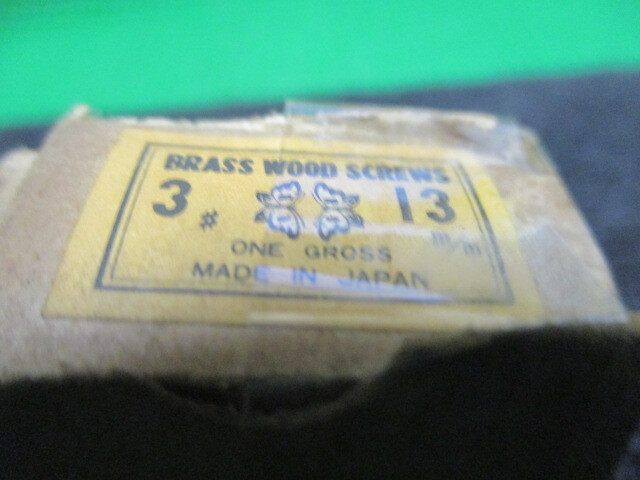 BRASS WOOD SCREWS
3 # 13 m/m
ONE GROSS
MADE IN JAPAN